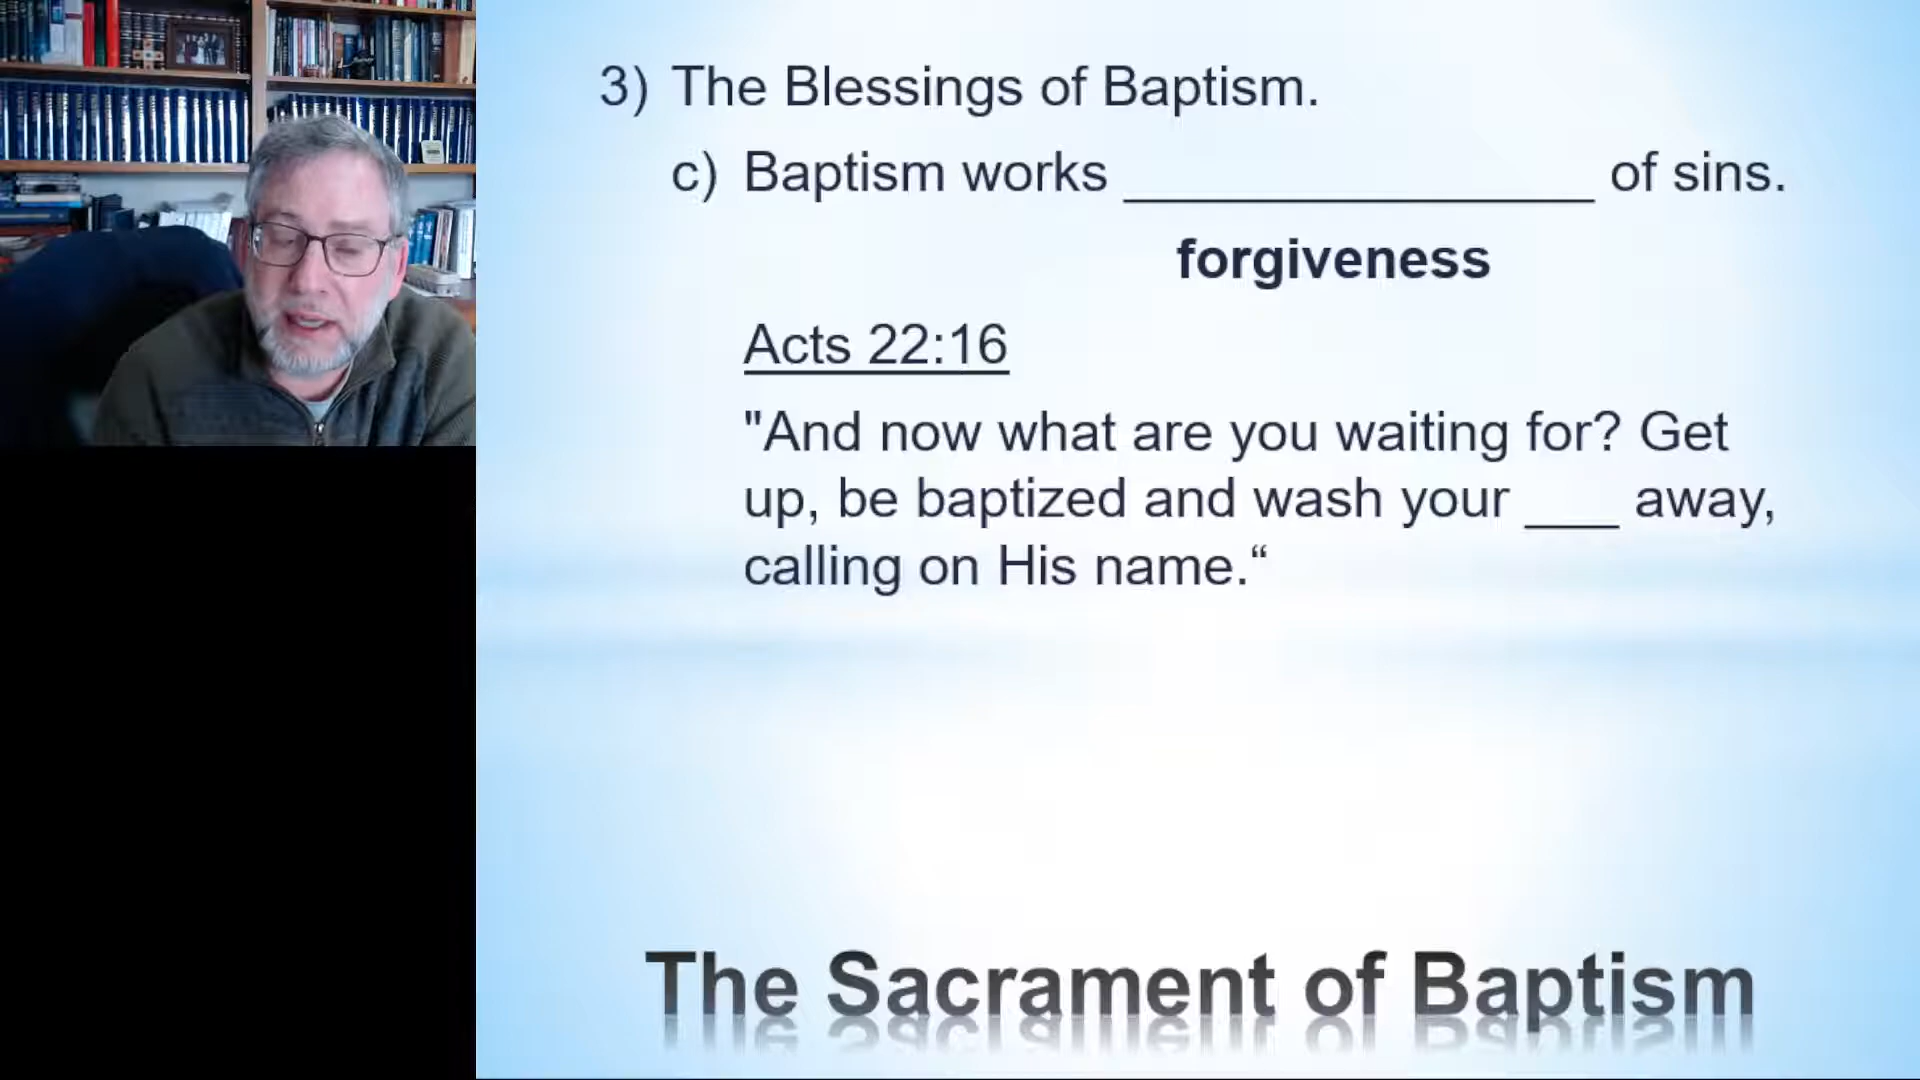 3) The Blessings of Baptism.
c) Baptism works _______________ of sins.
forgiveness
Acts 22:16
"And now what are you waiting for? Get
up, be baptized and wash your ___ away,
calling on His name.“
The Sacrament of Baptism